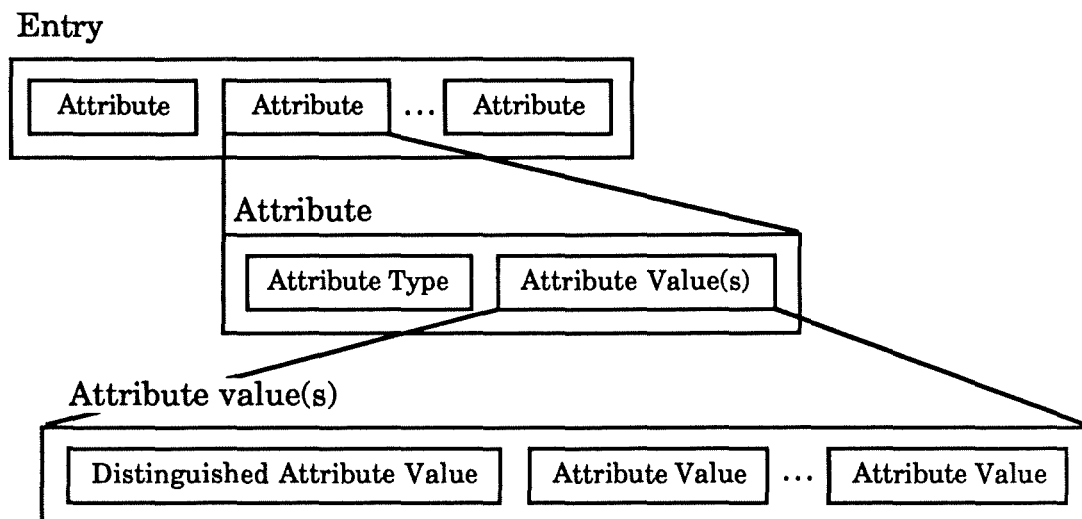 Entry
Attribute Attribute ... Attribute
Attribute
Attribute Type Attribute Value(s)
Attribute value(s)
Distinguished Attribute Value Attribute Value ... Attribute Value